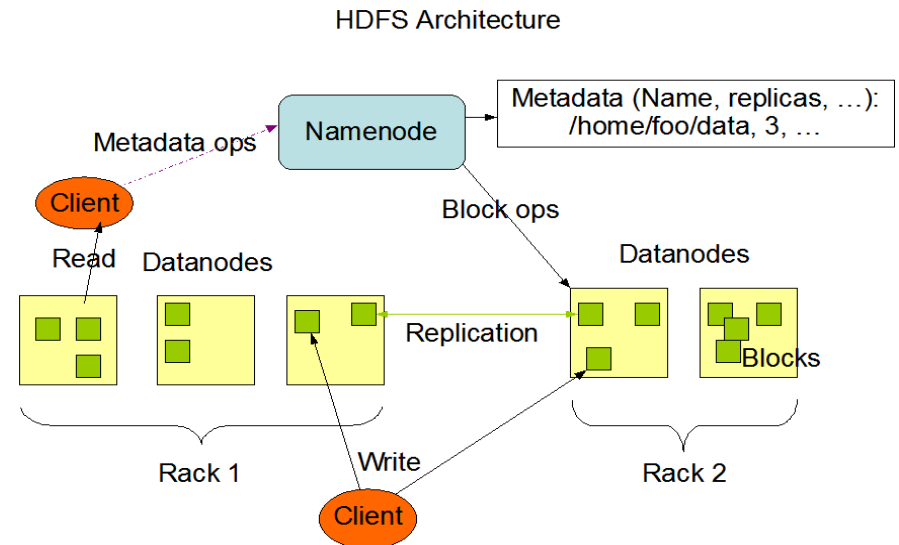 HDFS Architecture
Metadata (Name, replicas, …):
/home/foo/data, 3, …
Namenode
Metadata ops
Client
Block ops
Read
Datanodes
Datanodes
Replication
Blocks
Rack 1
Write
Rack 2
Client